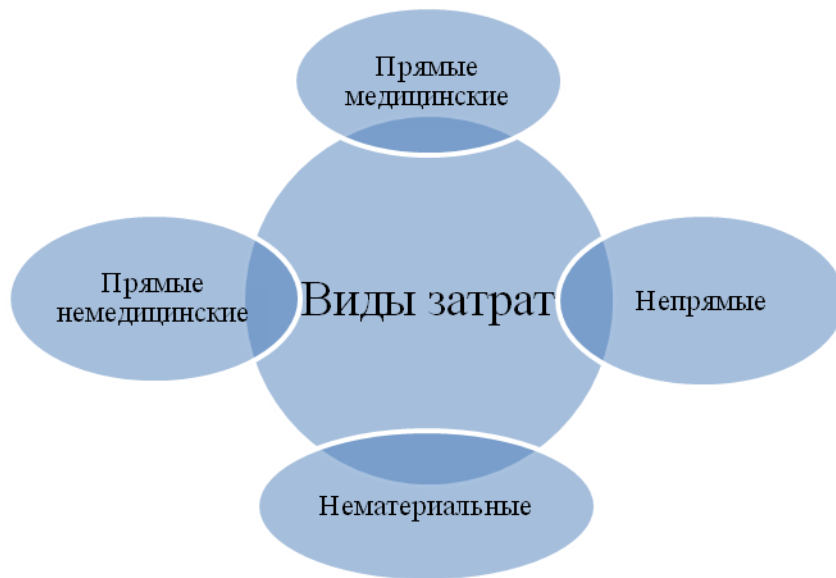 Прямые
медицинские
Прямые
немедицинские
Виды затрат
Непрямые
Нематериальные